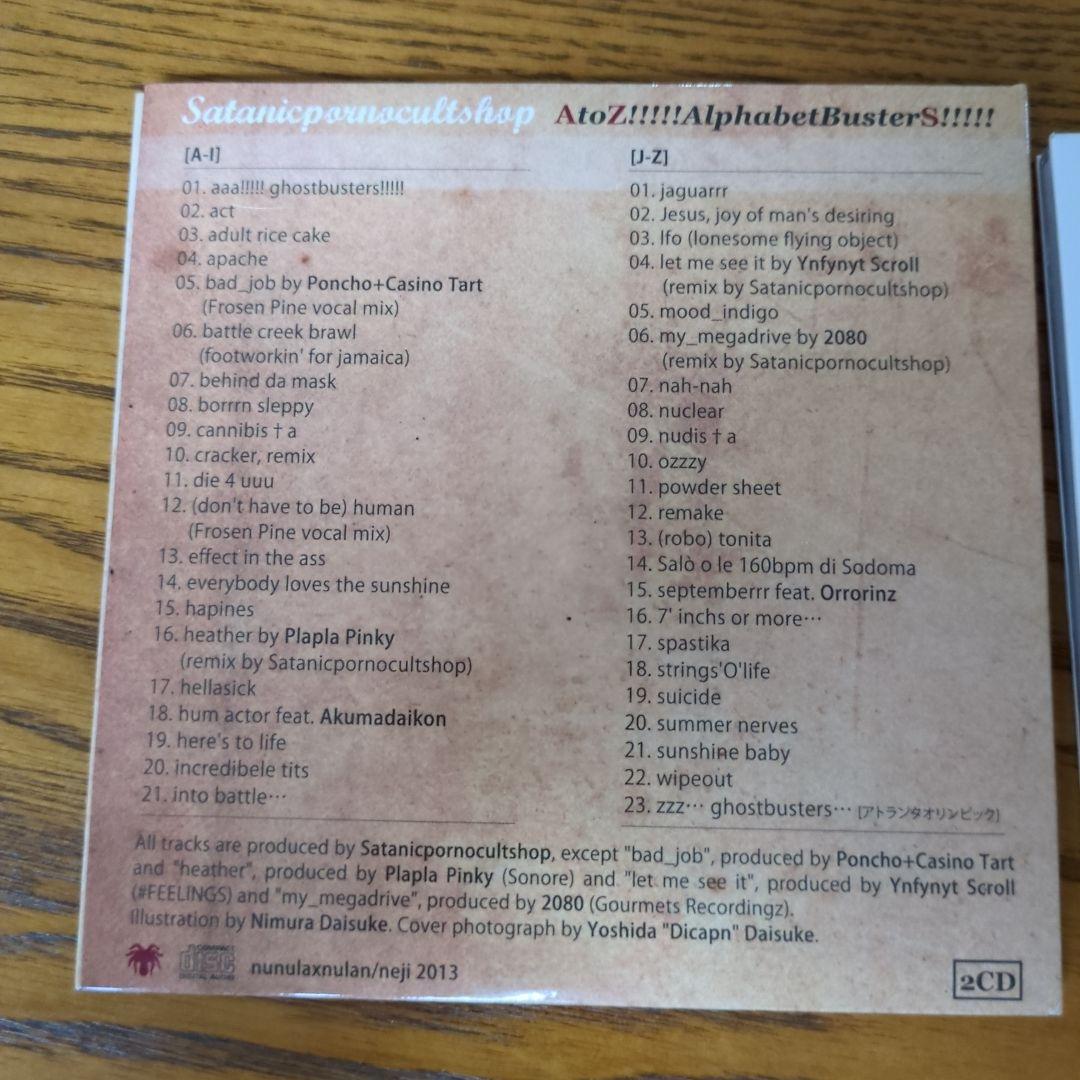 Satanicpornocultshop AtoZ!!!!!AlphabetBusterS!!!!!
[A-I]
01. aaa!!!!! ghostbusters!!!!!
02. act
03. adult rice cake
04. apache
05. bad_job by Poncho+Casino Tart
(Frosen Pine vocal mix)
06. battle creek brawl
(footworkin' for jamaica)
07. behind da mask
08. borrrn sleppy
09. cannibis † a
10. cracker, remix
11. die 4 uuu
12. (don't have to be) human
(Frosen Pine vocal mix)
13. effect in the ass
14. everybody loves the sunshine
15. hapines
16. heather by Plapla Pinky
(remix by Satanicpornocultshop)
17. hellasick
18. hum actor feat. Akumadaikon
19. here's to life
20. incredibele tits
21. into battle…
[J-Z]
01. jaguarrr
02. Jesus, joy of man's desiring
03. lfo (lonesome flying object)
04. let me see it by Ynfynyt Scroll
(remix by Satanicpornocultshop)
05. mood_indigo
06. my_megadrive by 2080
(remix by Satanicpornocultshop)
07. nah-nah
08. nuclear
09. nudis † a
10. ozzzy
11. powder sheet
12. remake
13. (robo) tonita
14. Salò o le 160bpm di Sodoma
15. septemberrr feat. Orrorinz
16. 7' inchs or more…
17. spastika
18. strings'O'life
19. suicide
20. summer nerves
21. sunshine baby
22. wipeout
23. zzz… ghostbusters… [アトランタオリンピック]
All tracks are produced by Satanicpornocultshop, except "bad_job", produced by Poncho+Casino Tart
and "heather", produced by Plapla Pinky (Sonore) and "let me see it", produced by Ynfynyt Scroll
(#FEELINGS) and "my_megadrive", produced by 2080 (Gourmets Recordingz).
Illustration by Nimura Daisuke. Cover photograph by Yoshida "Dicapn" Daisuke.
COMPACT
disc
DIGITAL AUDIO
nunulaxnulan/neji 2013
2CD